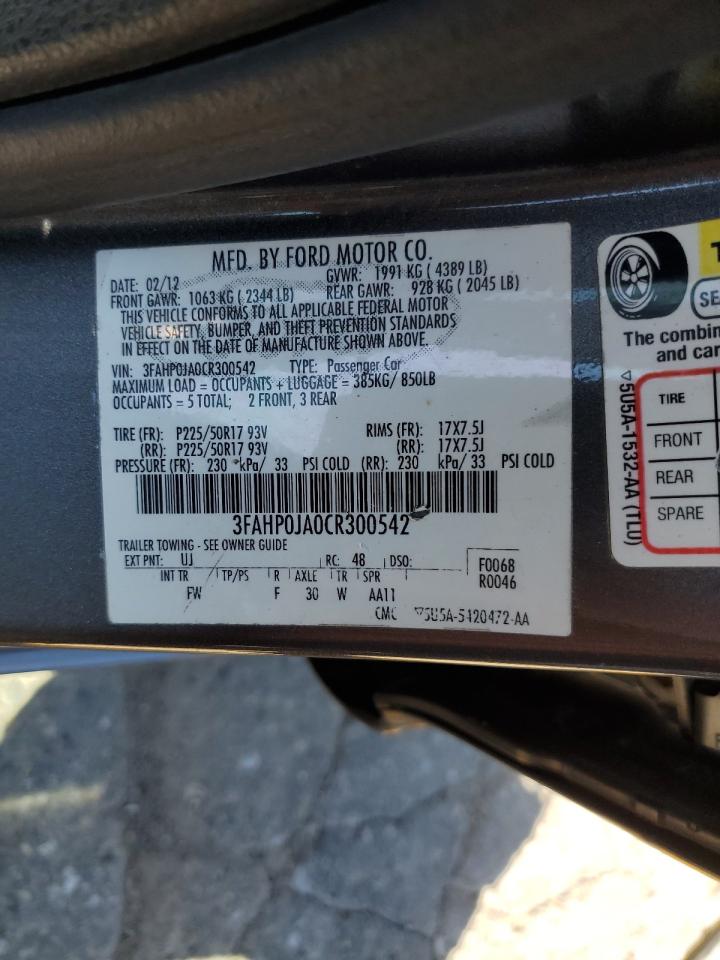 MFD. BY FORD MOTOR CO.
DATE: 02/12 GVWR: 1991 KG ( 4389 LB)
FRONT GAWR: 1063 KG ( 2344 LB) REAR GAWR: 928 KG ( 2045 LB)
THIS VEHICLE CONFORMS TO ALL APPLICABLE FEDERAL MOTOR
VEHICLE SAFETY, BUMPER, AND THEFT PREVENTION STANDARDS
IN EFFECT ON THE DATE OF MANUFACTURE SHOWN ABOVE.
VIN: 3FAHP0JA0CR300542 TYPE: Passenger Car
MAXIMUM LOAD = OCCUPANTS + LUGGAGE = 385KG/ 850LB
OCCUPANTS = 5 TOTAL; 2 FRONT, 3 REAR
TIRE (FR): P225/50R17 93V RIMS (FR): 17X7.5J
(RR): P225/50R17 93V (RR): 17X7.5J
PRESSURE (FR): 230 kPa/ 33 PSI COLD (RR): 230 kPa/ 33 PSI COLD
3FAHP0JA0CR300542
TRAILER TOWING - SEE OWNER GUIDE
EXT PNT: UJ RC: 48 DSO: F0068
INT TR TP/PS R AXLE TR SPR R0046
FW F 30 W AA11
CMC ▽5U5A-5420472-AA
T
SE
The combin
and car
▽5U5A-1532-AA (TLU)
TIRE
FRONT
REAR
SPARE